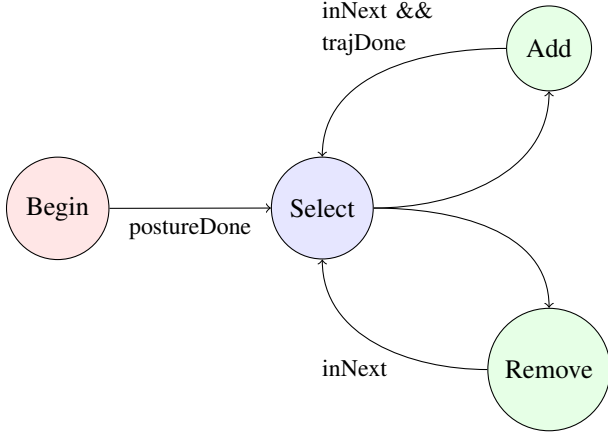 inNext &&
trajDone
Add
Begin
Select
postureDone
inNext
Remove